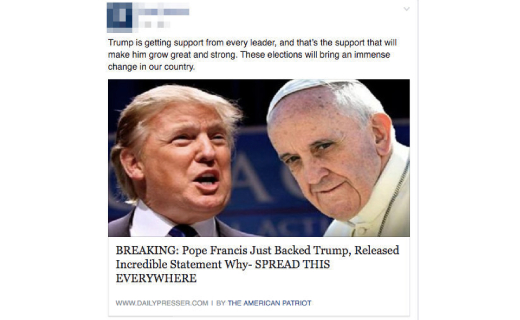 Trump is getting support from every leader, and that's the support that will
make him grow great and strong. These elections will bring an immense
change in our country.
BREAKING: Pope Francis Just Backed Trump, Released
Incredible Statement Why- SPREAD THIS
EVERYWHERE
WWW.DAILYPRESSER.COM | BY THE AMERICAN PATRIOT